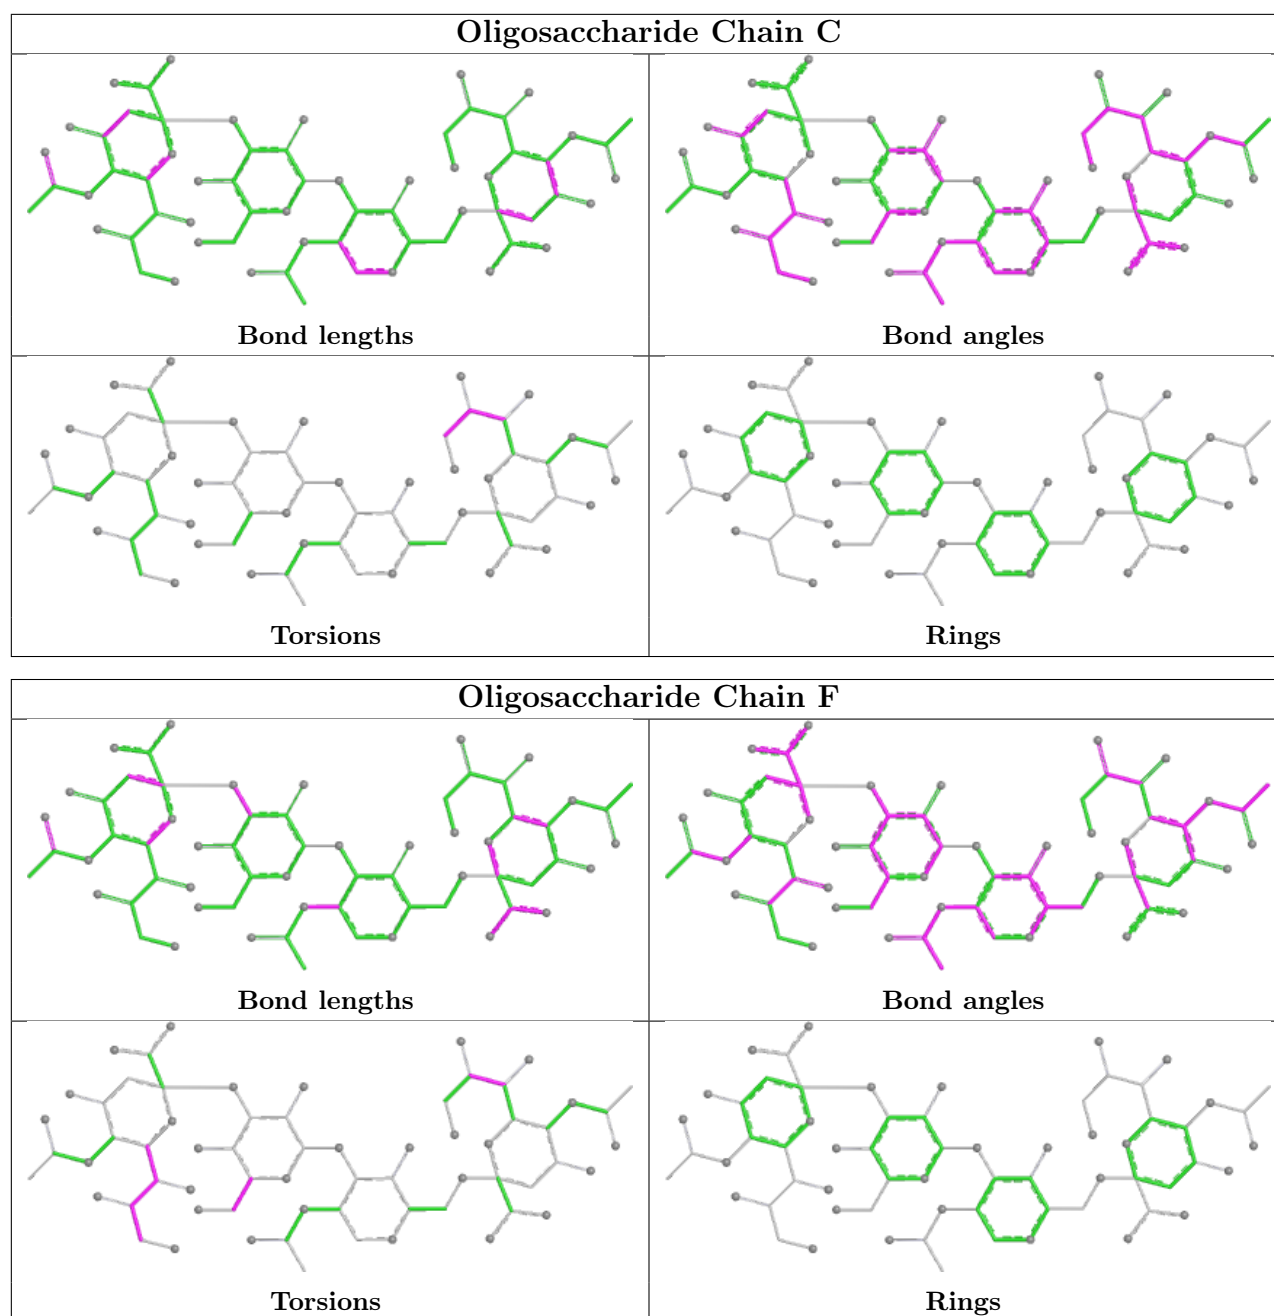 Oligosaccharide Chain C
Bond lengths
Bond angles
Torsions
Rings
Oligosaccharide Chain F
Bond lengths
Bond angles
Torsions
Rings